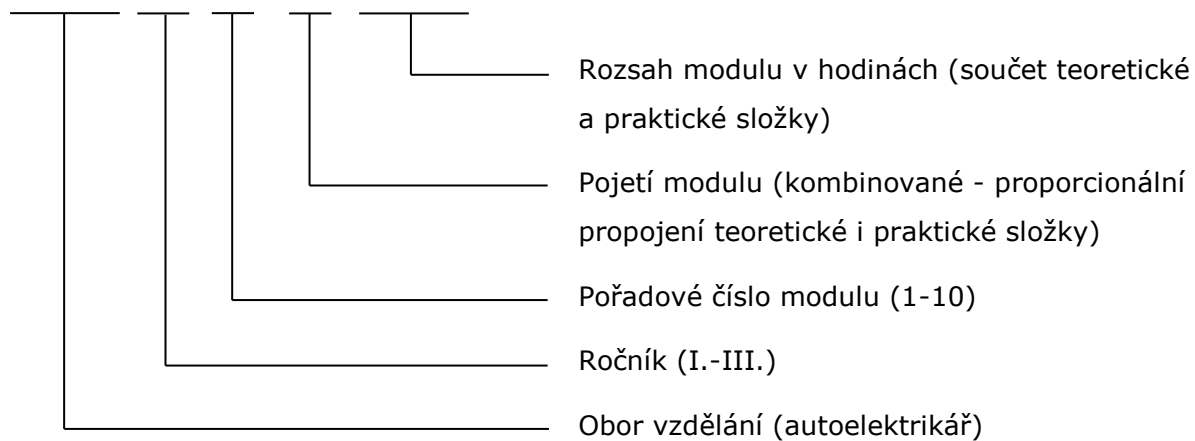 Rozsah modulu v hodinách (součet teoretické
a praktické složky)
Pojetí modulu (kombinované - proporcionální
propojení teoretické i praktické složky)
Pořadové číslo modulu (1-10)
Ročník (I.-III.)
Obor vzdělání (autoelektrikář)